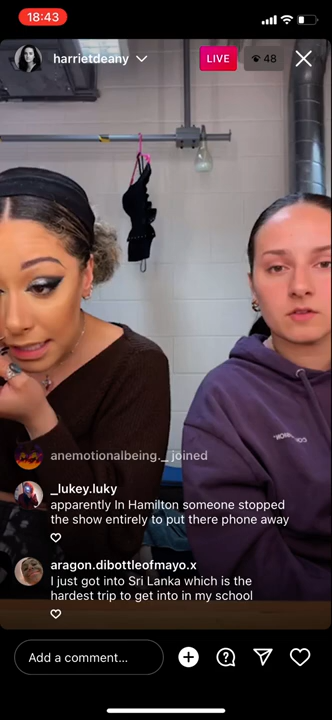 18:43
harrietdeany
LIVE
48
anemotionalbeing._ joined
_lukey.luky
apparently In Hamilton someone stopped
the show entirely to put there phone away
aragon.dibottleofmayo.x
I just got into Sri Lanka which is the
hardest trip to get into in my school
Add a comment...